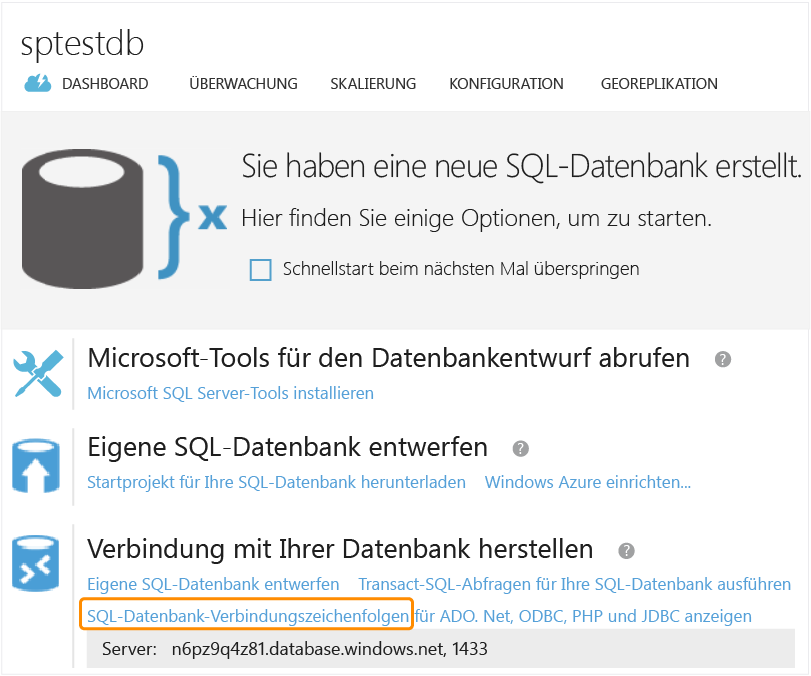 sptestdb
DASHBOARD ÜBERWACHUNG SKALIERUNG KONFIGURATION GEOREPLIKATION
Sie haben eine neue SQL-Datenbank erstellt.
Hier finden Sie einige Optionen, um zu starten.
Schnellstart beim nächsten Mal überspringen
Microsoft-Tools für den Datenbankentwurf abrufen ?
Microsoft SQL Server-Tools installieren
Eigene SQL-Datenbank entwerfen ?
Startprojekt für Ihre SQL-Datenbank herunterladen Windows Azure einrichten...
Verbindung mit Ihrer Datenbank herstellen ?
Eigene SQL-Datenbank entwerfen Transact-SQL-Abfragen für Ihre SQL-Datenbank ausführen
SQL-Datenbank-Verbindungszeichenfolgen für ADO. Net, ODBC, PHP und JDBC anzeigen
Server: n6pz9q4z81.database.windows.net, 1433